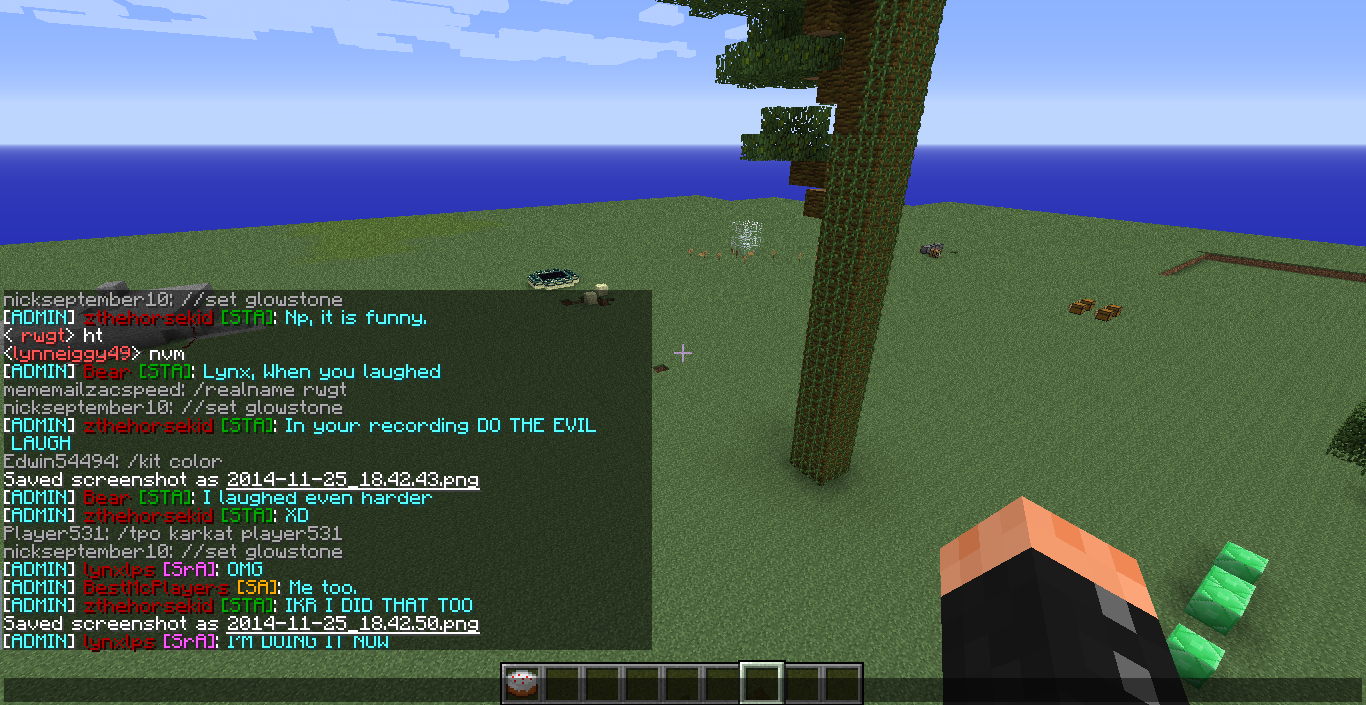 nickseptember10: //set glowstone
[ADMIN] zthehorsekid [STA]: Np, it is funny.
< rwgt> ht
<lynneiggy49> nvm
[ADMIN] Bear [STA]: Lynx, When you laughed
mememailzacspeed: /realname rwgt
nickseptember10: //set glowstone
[ADMIN] zthehorsekid [STA]: In your recording DO THE EVIL
LAUGH
Edwin54494: /kit color
Saved screenshot as 2014-11-25_18.42.43.png
[ADMIN] Bear [STA]: I laughed even harder
[ADMIN] zthehorsekid [STA]: XD
Player531: /tpo karkat player531
nickseptember10: //set glowstone
[ADMIN] lynxlps [SrA]: OMG
[ADMIN] BestMcPlayers [SA]: Me too.
[ADMIN] zthehorsekid [STA]: IKR I DID THAT TOO
Saved screenshot as 2014-11-25_18.42.50.png
[ADMIN] lynxlps [SrA]: I'M DOING IT NOW